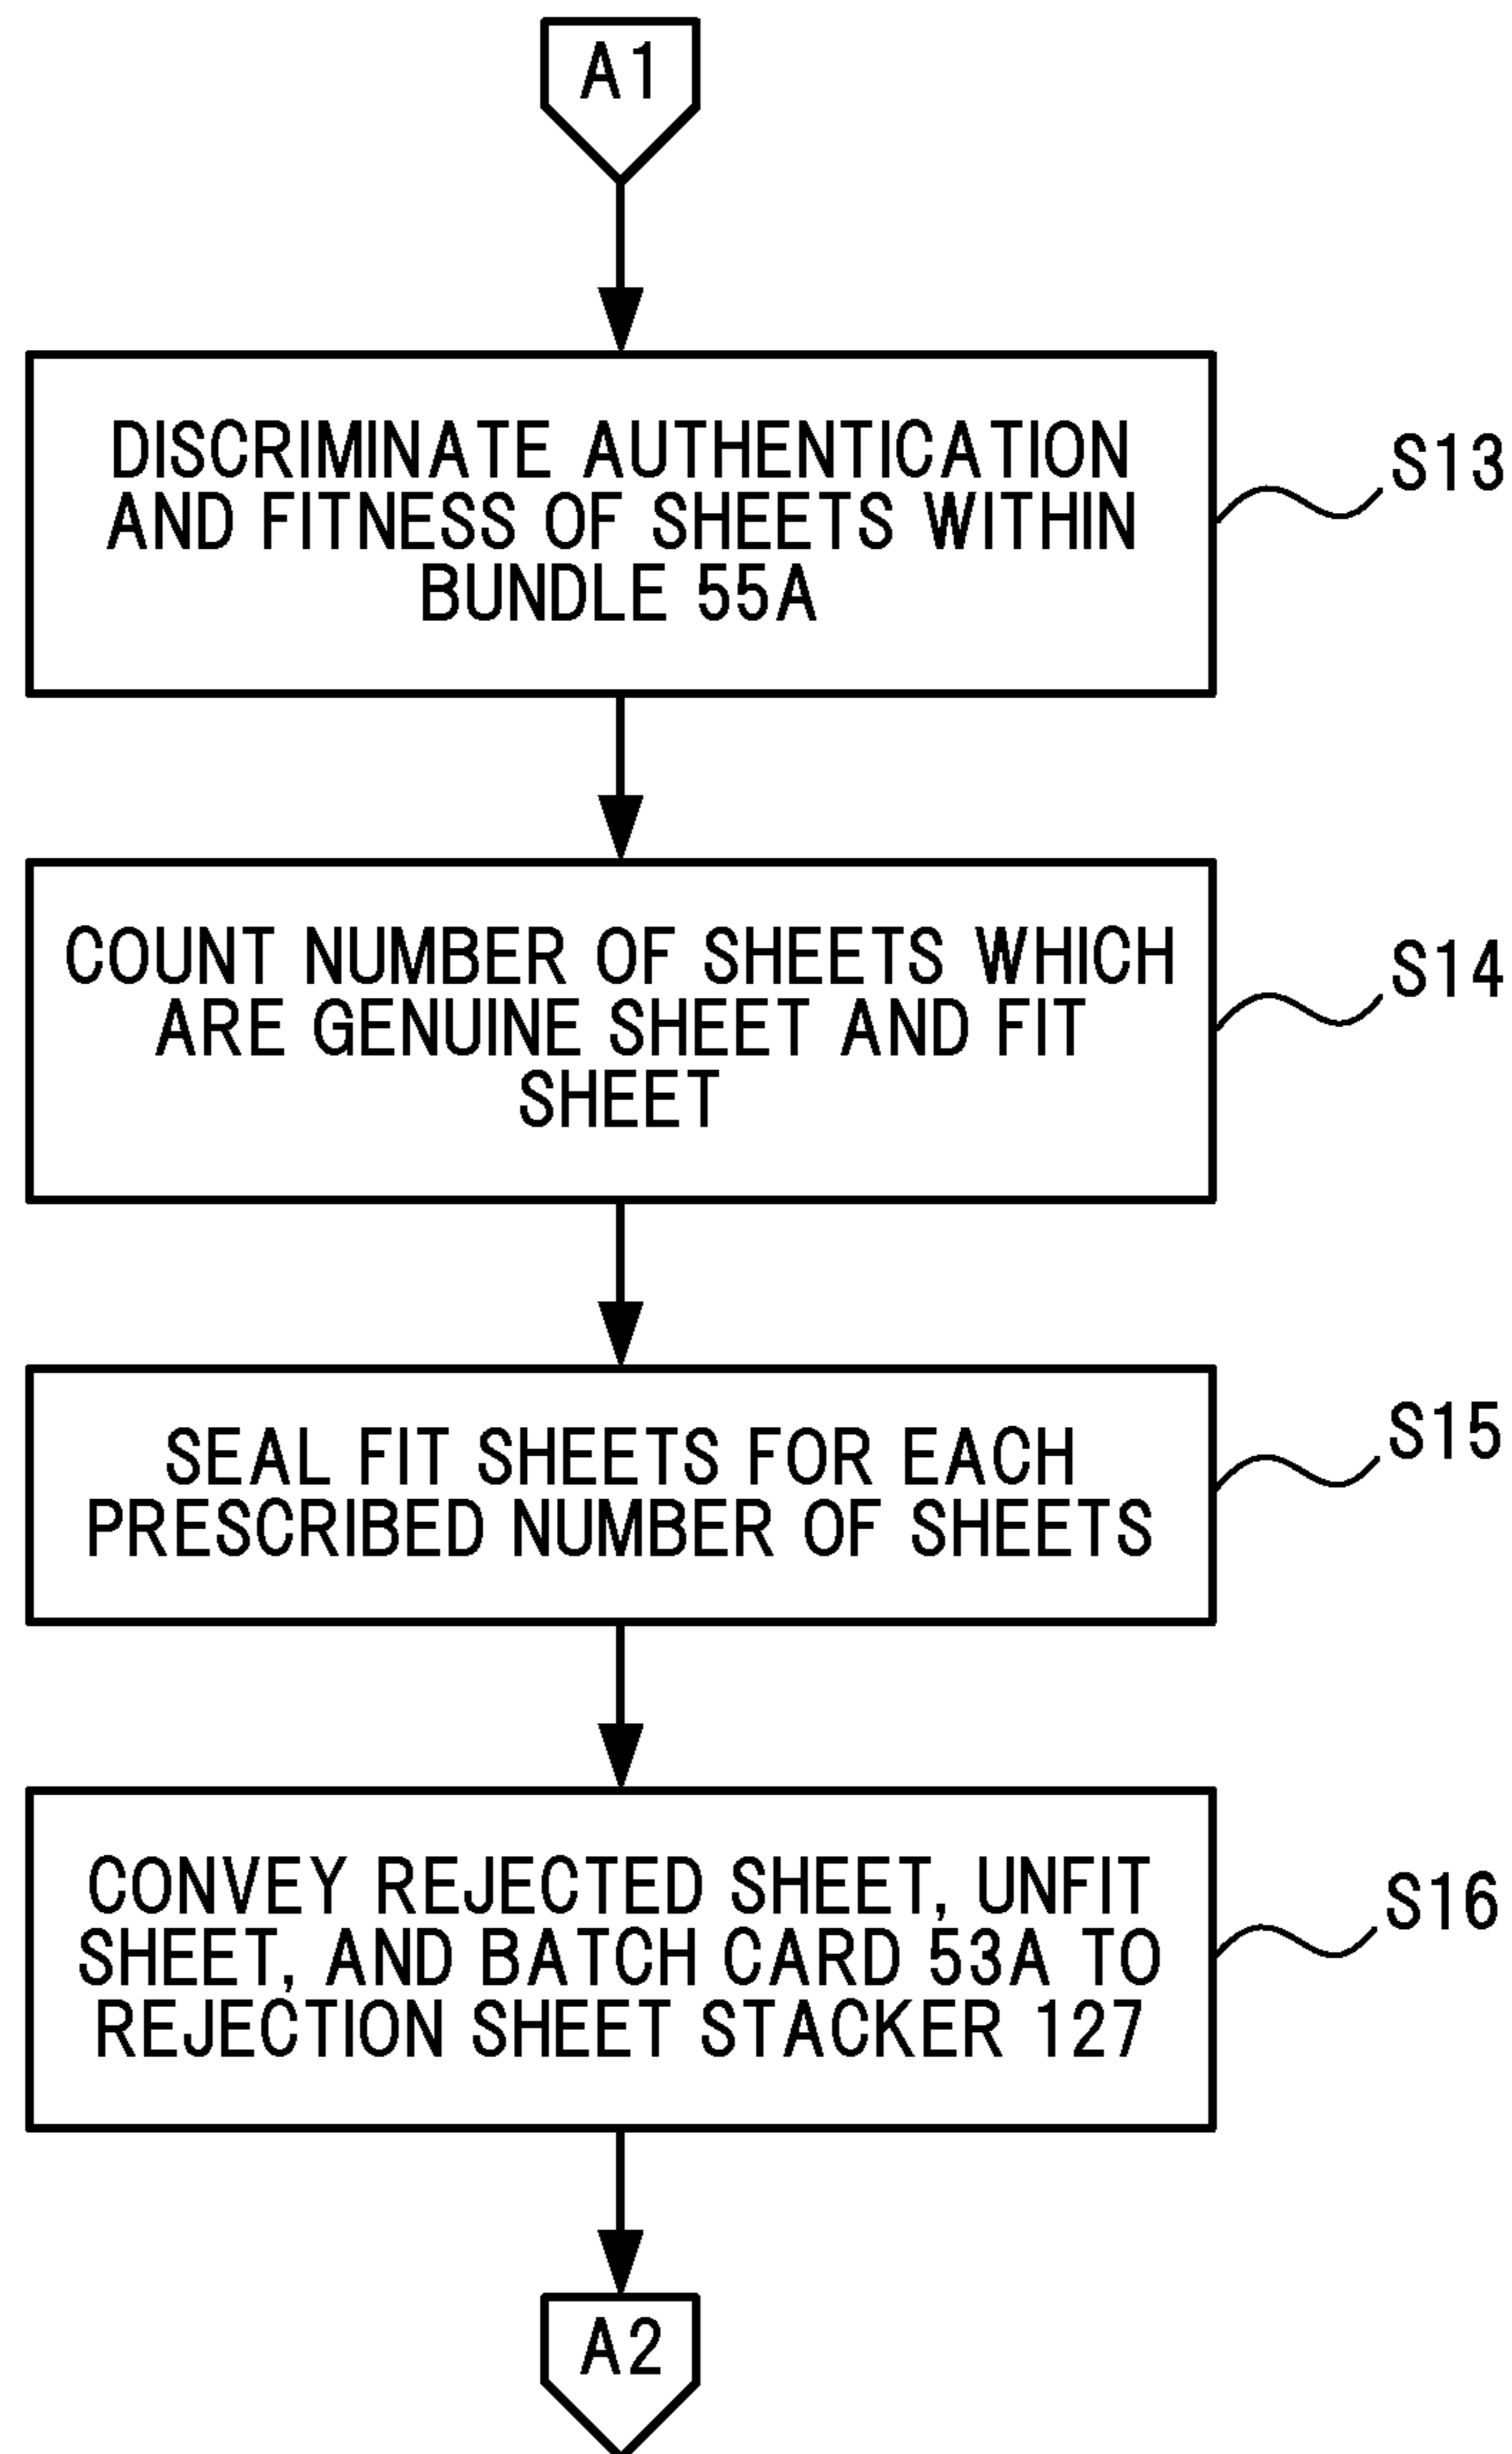 A1
DISCRIMINATE AUTHENTICATION
AND FITNESS OF SHEETS WITHIN
BUNDLE 55A
S13
COUNT NUMBER OF SHEETS WHICH
ARE GENUINE SHEET AND FIT
SHEET
S14
SEAL FIT SHEETS FOR EACH
PRESCRIBED NUMBER OF SHEETS
S15
CONVEY REJECTED SHEET, UNFIT
SHEET, AND BATCH CARD 53A TO
REJECTION SHEET STACKER 127
S16
A2